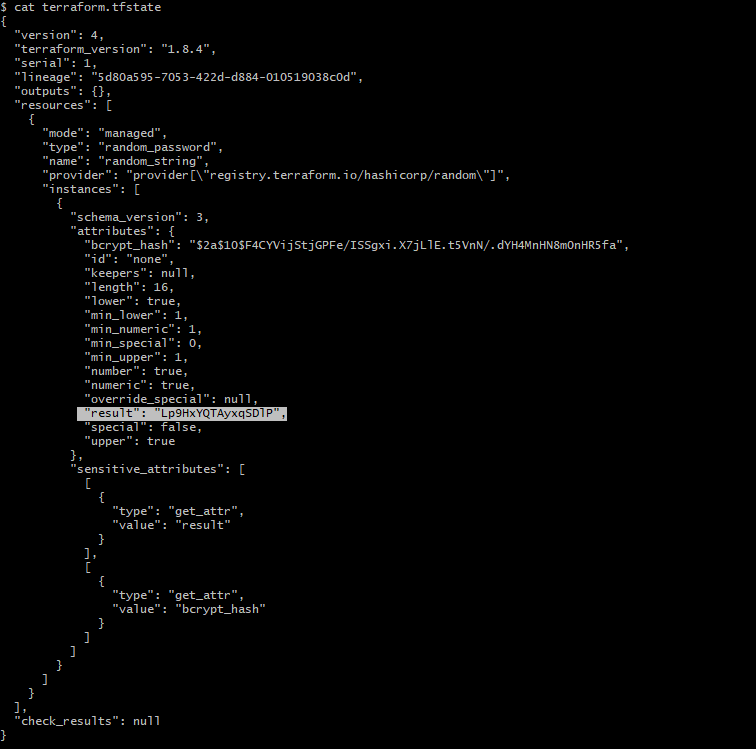 $ cat terraform.tfstate
{
  "version": 4,
  "terraform_version": "1.8.4",
  "serial": 1,
  "lineage": "5d80a595-7053-422d-d884-010519038c0d",
  "outputs": {},
  "resources": [
    {
      "mode": "managed",
      "type": "random_password",
      "name": "random_string",
      "provider": "provider[\"registry.terraform.io/hashicorp/random\"]",
      "instances": [
        {
          "schema_version": 3,
          "attributes": {
            "bcrypt_hash": "$2a$10$F4CYVijStjGPFe/ISSgxi.X7jLlE.t5VnN/.dYH4MnHN8mOnHR5fa",
            "id": "none",
            "keepers": null,
            "length": 16,
            "lower": true,
            "min_lower": 1,
            "min_numeric": 1,
            "min_special": 0,
            "min_upper": 1,
            "number": true,
            "numeric": true,
            "override_special": null,
            "result": "Lp9HxYQTAyxqSDlP",
            "special": false,
            "upper": true
          },
          "sensitive_attributes": [
            [
              {
                "type": "get_attr",
                "value": "result"
              }
            ],
            [
              {
                "type": "get_attr",
                "value": "bcrypt_hash"
              }
            ]
          ]
        }
      ]
    }
  ],
  "check_results": null
}